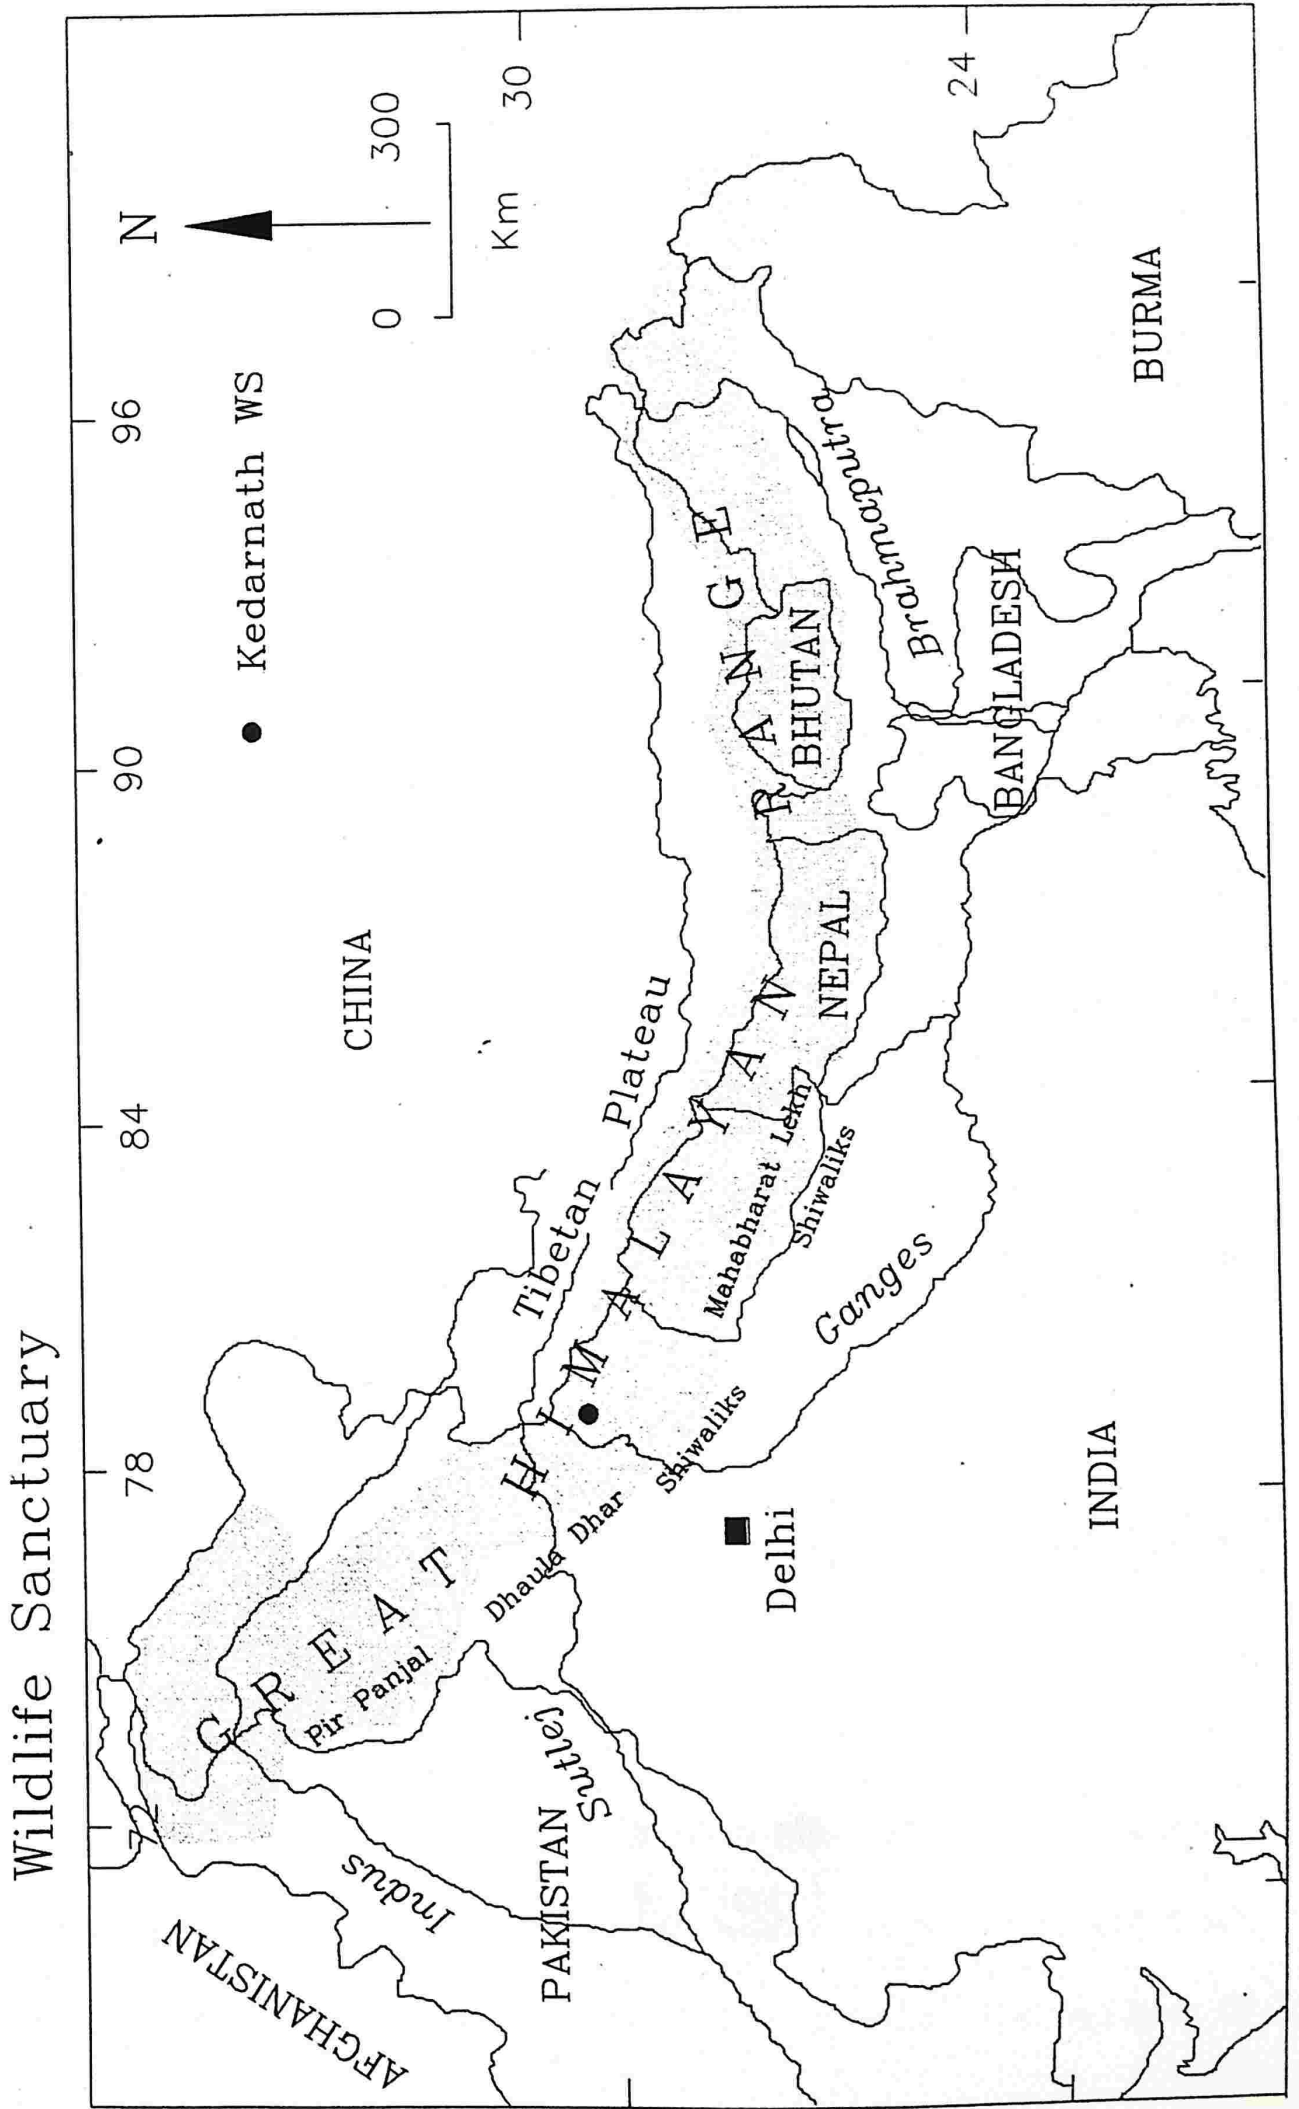 Wildlife Sanctuary
72
78
84
90
96
N
Kedarnath WS
0 300
Km
30
24
AFGHANISTAN
CHINA
GREAT HIMALAYAN RANGE
Pir Panjal
Dhaula Dhar
Shiwaliks
Tibetan Plateau
Mahabharat Lekh
Shiwaliks
Indus
PAKISTAN
Sutlej
Delhi
Ganges
NEPAL
BHUTAN
Brahmaputra
BANGLADESH
INDIA
BURMA